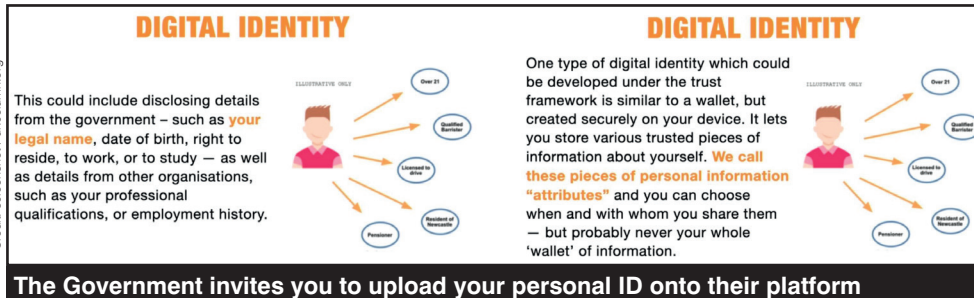 DIGITAL IDENTITY
This could include disclosing details
from the government – such as your
legal name, date of birth, right to
reside, to work, or to study — as well
as details from other organisations,
such as your professional
qualifications, or employment history.
ILLUSTRATIVE ONLY
Over 21
Qualified
Barrister
Licensed to
drive
Resident of
Newcastle
Pensioner
DIGITAL IDENTITY
One type of digital identity which could
be developed under the trust
framework is similar to a wallet, but
created securely on your device. It lets
you store various trusted pieces of
information about yourself. We call
these pieces of personal information
"attributes" and you can choose
when and with whom you share them
— but probably never your whole
'wallet' of information.
ILLUSTRATIVE ONLY
Over 21
Qualified
Barrister
Licensed to
drive
Resident of
Newcastle
Pensioner
The Government invites you to upload your personal ID onto their platform